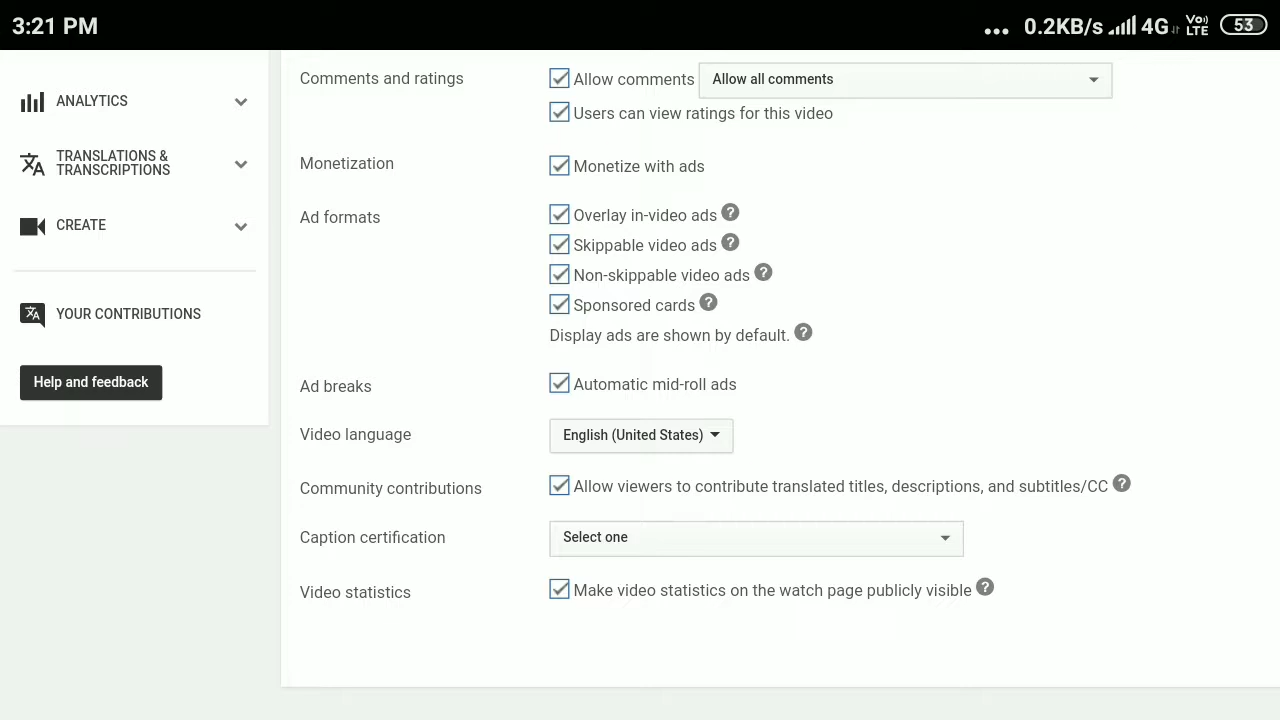 3:21 PM
... 0.2KB/s 4G Vo)) LTE 53
ANALYTICS
TRANSLATIONS &
TRANSCRIPTIONS
CREATE
YOUR CONTRIBUTIONS
Help and feedback
Comments and ratings
Allow comments Allow all comments
Users can view ratings for this video
Monetization
Monetize with ads
Ad formats
Overlay in-video ads ?
Skippable video ads ?
Non-skippable video ads ?
Sponsored cards ?
Display ads are shown by default. ?
Ad breaks
Automatic mid-roll ads
Video language
English (United States)
Community contributions
Allow viewers to contribute translated titles, descriptions, and subtitles/CC ?
Caption certification
Select one
Video statistics
Make video statistics on the watch page publicly visible ?